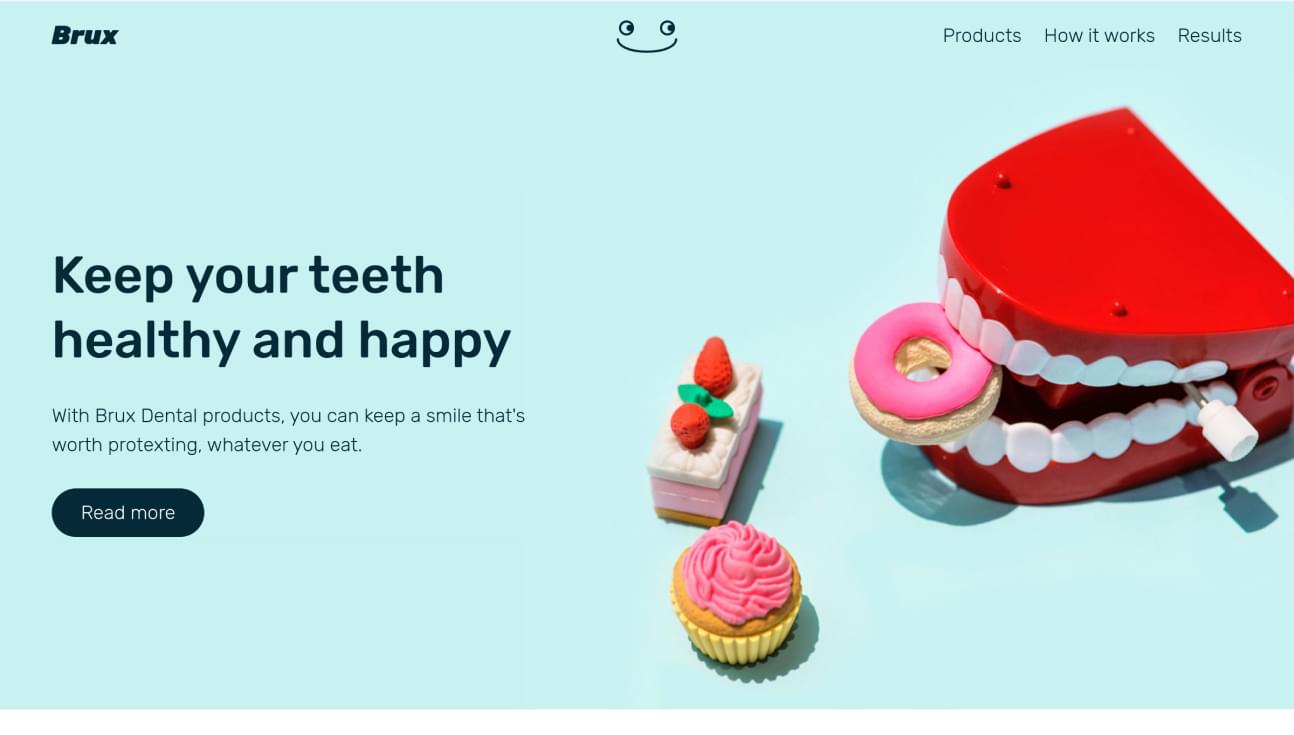 Brux
Products How it works Results
Keep your teeth
healthy and happy
With Brux Dental products, you can keep a smile that's
worth protexting, whatever you eat.
Read more